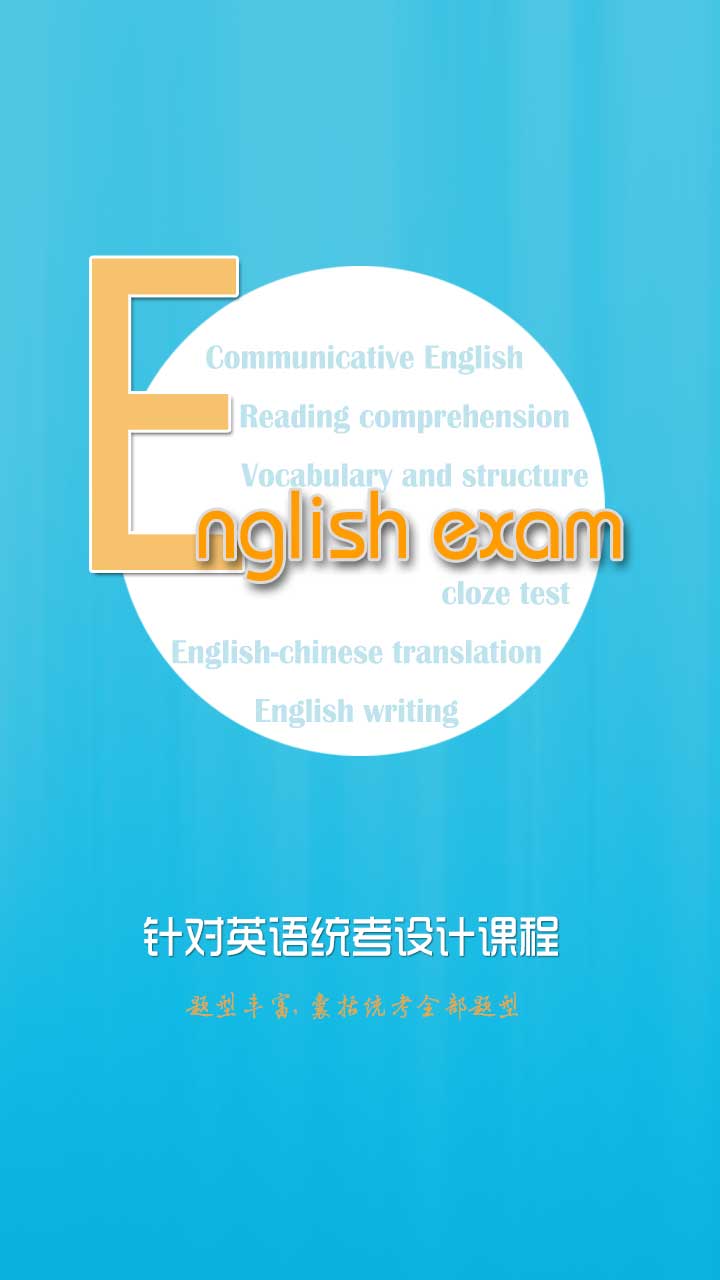 Communicative English
Reading comprehension
Vocabulary and structure
English exam
cloze test
English-chinese translation
English writing
针对英语统考设计课程
题型丰富,囊括统考全部题型